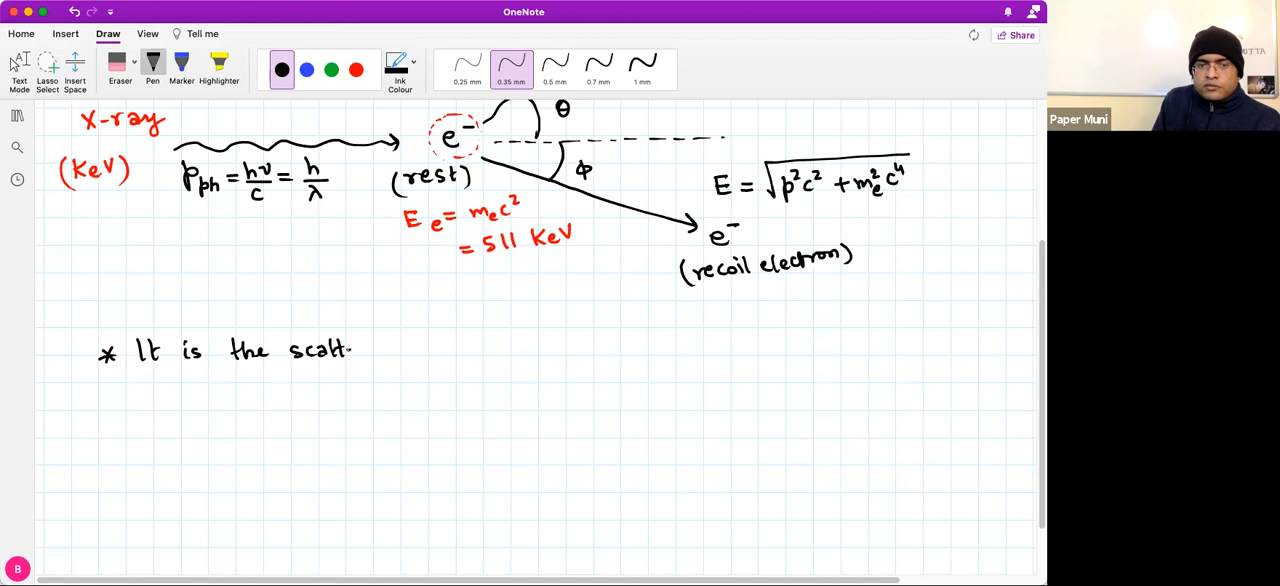 OneNote
Home Insert Draw View Tell me
Share
Text Mode
Lasso Select
Insert Space
Eraser
Pen
Marker
Highlighter
Ink Colour
0.25 mm
0.35 mm
0.5 mm
0.7 mm
1 mm
Paper Muni
X-ray
(KeV)
p_ph = hν/c = h/λ
e⁻
(rest)
E_e = m_e c²
= 511 KeV
θ
φ
E = √(p²c² + m_e²c⁴)
e⁻
(recoil electron)
* It is the scatt
B